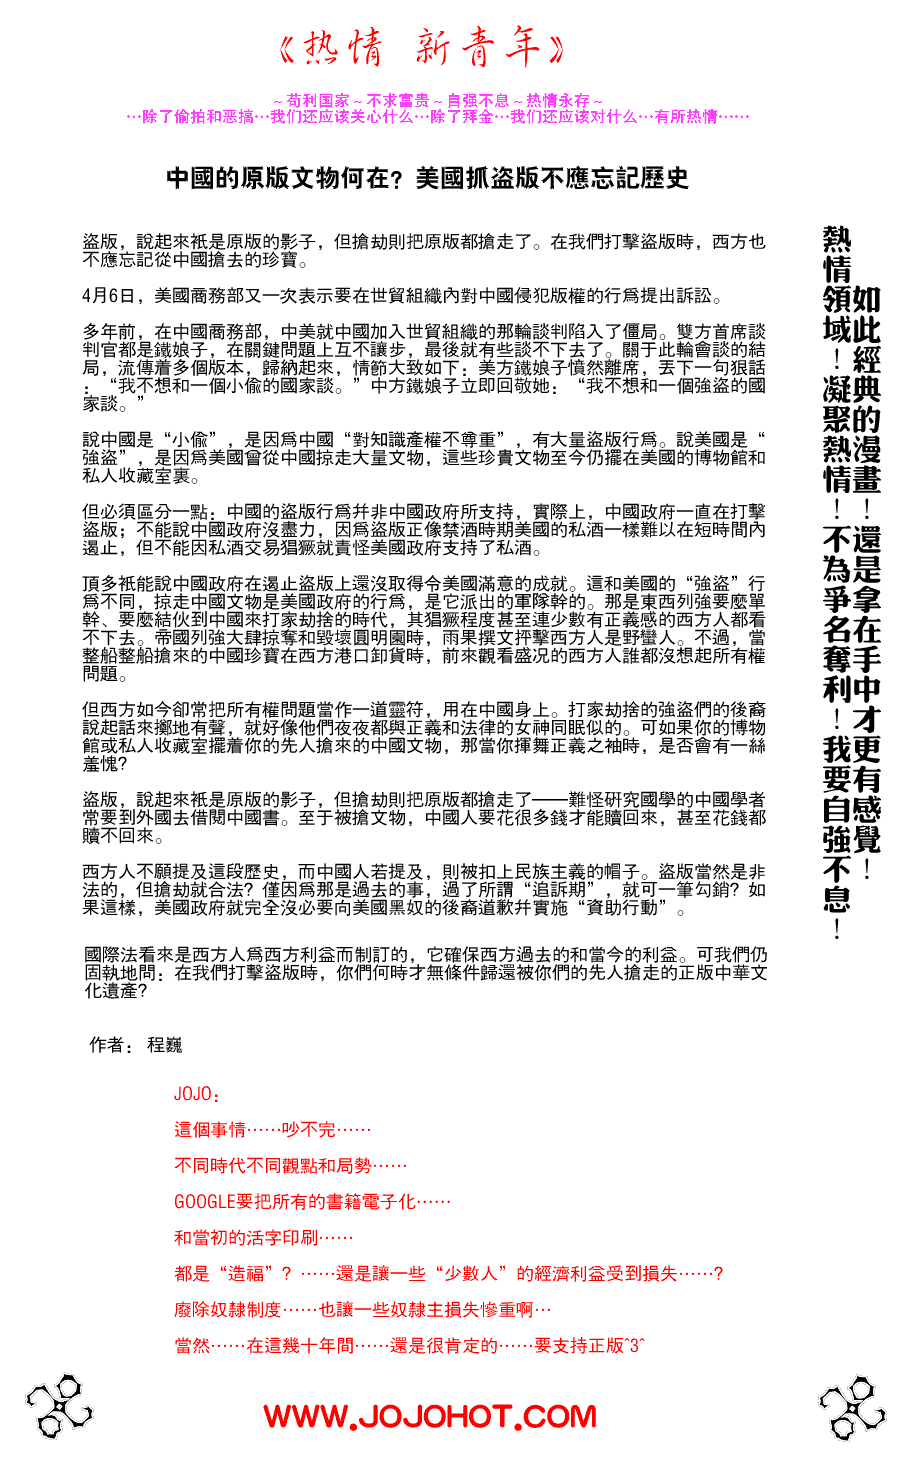 《热情 新青年》
～苟利国家～不求富贵～自强不息～热情永存～
…除了偷拍和恶搞…我们还应该关心什么…除了拜金…我们还应该对什么…有所热情……
中國的原版文物何在？美國抓盜版不應忘記歷史
盜版，說起來衹是原版的影子，但搶劫則把原版都搶走了。在我們打擊盜版時，西方也
不應忘記從中國搶去的珍寶。
4月6日，美國商務部又一次表示要在世貿組織內對中國侵犯版權的行爲提出訴訟。
多年前，在中國商務部，中美就中國加入世貿組織的那輪談判陷入了僵局。雙方首席談
判官都是鐵娘子，在關鍵問題上互不讓步，最後就有些談不下去了。關于此輪會談的結
局，流傳着多個版本，歸納起來，情節大致如下：美方鐵娘子憤然離席，丟下一句狠話
：“我不想和一個小偷的國家談。”中方鐵娘子立即回敬她：“我不想和一個強盜的國
家談。”
說中國是“小偷”，是因爲中國“對知識產權不尊重”，有大量盜版行爲。說美國是“
強盜”，是因爲美國曾從中國掠走大量文物，這些珍貴文物至今仍擺在美國的博物館和
私人收藏室裏。
但必須區分一點：中國的盜版行爲幷非中國政府所支持，實際上，中國政府一直在打擊
盜版；不能說中國政府沒盡力，因爲盜版正像禁酒時期美國的私酒一樣難以在短時間內
遏止，但不能因私酒交易猖獗就責怪美國政府支持了私酒。
頂多衹能說中國政府在遏止盜版上還沒取得令美國滿意的成就。這和美國的“強盜”行
爲不同，掠走中國文物是美國政府的行爲，是它派出的軍隊幹的。那是東西列強要麼單
幹、要麼結伙到中國來打家劫捨的時代，其猖獗程度甚至連少數有正義感的西方人都看
不下去。帝國列強大肆掠奪和毀壞圓明園時，雨果撰文抨擊西方人是野蠻人。不過，當
整船整船搶來的中國珍寶在西方港口卸貨時，前來觀看盛况的西方人誰都沒想起所有權
問題。
但西方如今卻常把所有權問題當作一道靈符，用在中國身上。打家劫捨的強盜們的後裔
說起話來擲地有聲，就好像他們夜夜都與正義和法律的女神同眠似的。可如果你的博物
館或私人收藏室擺着你的先人搶來的中國文物，那當你揮舞正義之袖時，是否會有一絲
羞愧？
盜版，說起來衹是原版的影子，但搶劫則把原版都搶走了——難怪研究國學的中國學者
常要到外國去借閱中國書。至于被搶文物，中國人要花很多錢才能贖回來，甚至花錢都
贖不回來。
西方人不願提及這段歷史，而中國人若提及，則被扣上民族主義的帽子。盜版當然是非
法的，但搶劫就合法？僅因爲那是過去的事，過了所謂“追訴期”，就可一筆勾銷？如
果這樣，美國政府就完全沒必要向美國黑奴的後裔道歉幷實施“資助行動”。
國際法看來是西方人爲西方利益而制訂的，它確保西方過去的和當今的利益。可我們仍
固執地問：在我們打擊盜版時，你們何時才無條件歸還被你們的先人搶走的正版中華文
化遺產？
作者：程巍
JOJO：
這個事情……吵不完……
不同時代不同觀點和局勢……
GOOGLE要把所有的書籍電子化……
和當初的活字印刷……
都是“造福”？……還是讓一些“少數人”的經濟利益受到損失……？
廢除奴隸制度……也讓一些奴隸主損失慘重啊…
當然……在這幾十年間……還是很肯定的……要支持正版^3^
如此經典的漫畫！還是拿在手中才更有感覺！
熱情領域！凝聚熱情！不為爭名奪利！我要自強不息！
WWW.JOJOHOT.COM